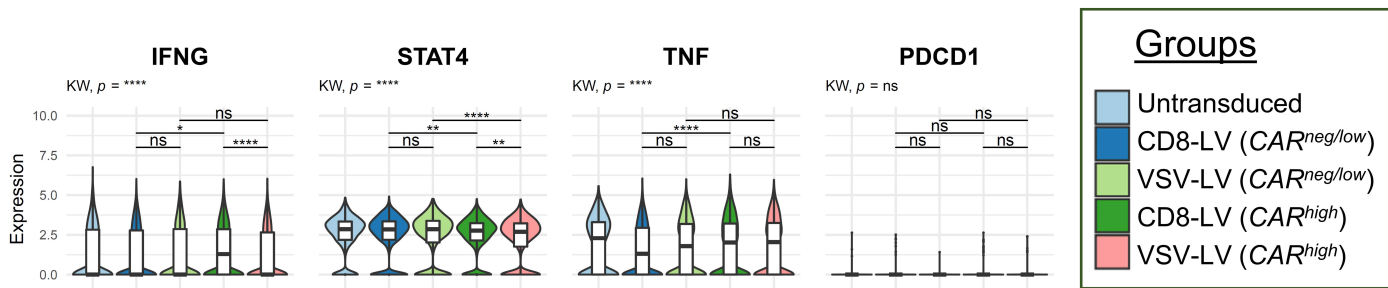 IFNG
STAT4
TNF
PDCD1
KW, p = ****
KW, p = ****
KW, p = ****
KW, p = ns
Expression
10.0
7.5
5.0
2.5
0.0
ns
*
ns
****
****
**
ns
**
ns
****
ns
ns
ns
ns
ns
ns
Groups
Untransduced
CD8-LV (CARneg/low)
VSV-LV (CARneg/low)
CD8-LV (CARhigh)
VSV-LV (CARhigh)